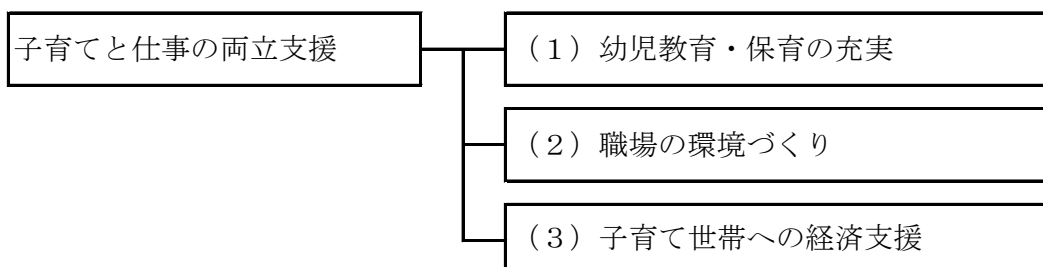 子育てと仕事の両立支援
（１）幼児教育・保育の充実
（２）職場の環境づくり
（３）子育て世帯への経済支援